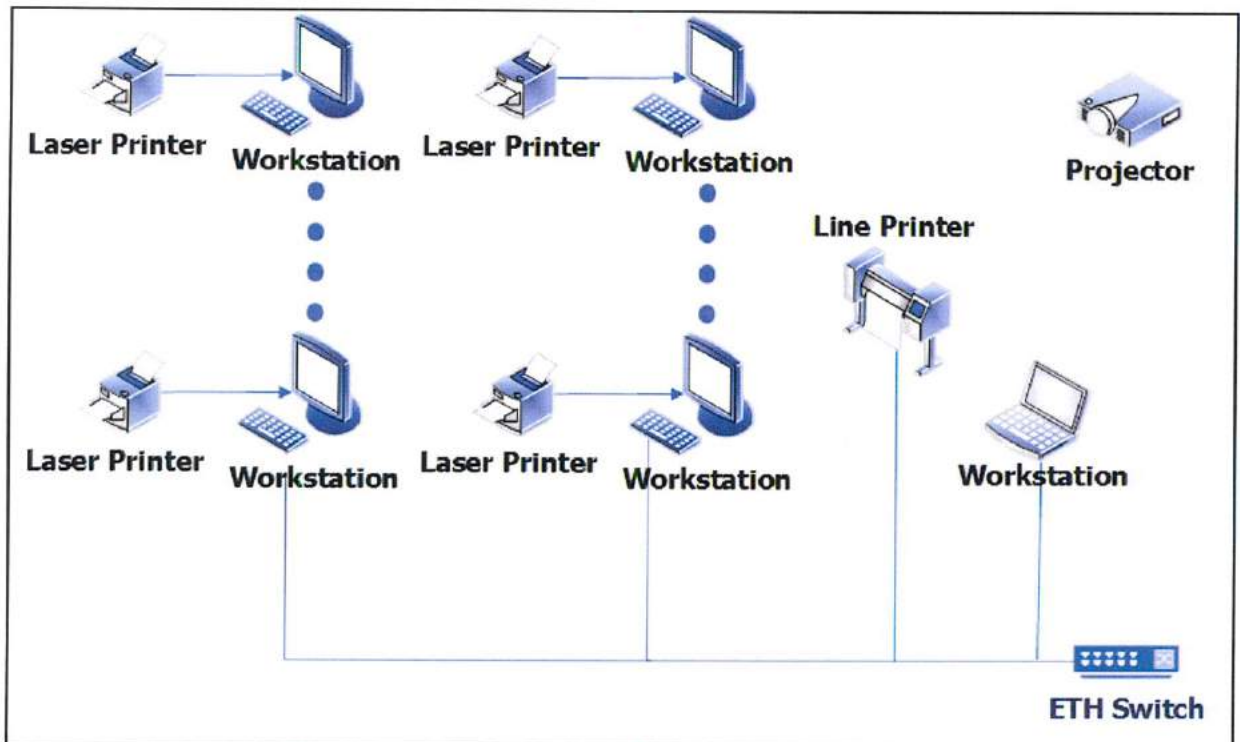 Laser Printer
Workstation
Laser Printer
Workstation
Projector
Line Printer
Laser Printer
Workstation
Laser Printer
Workstation
Workstation
ETH Switch